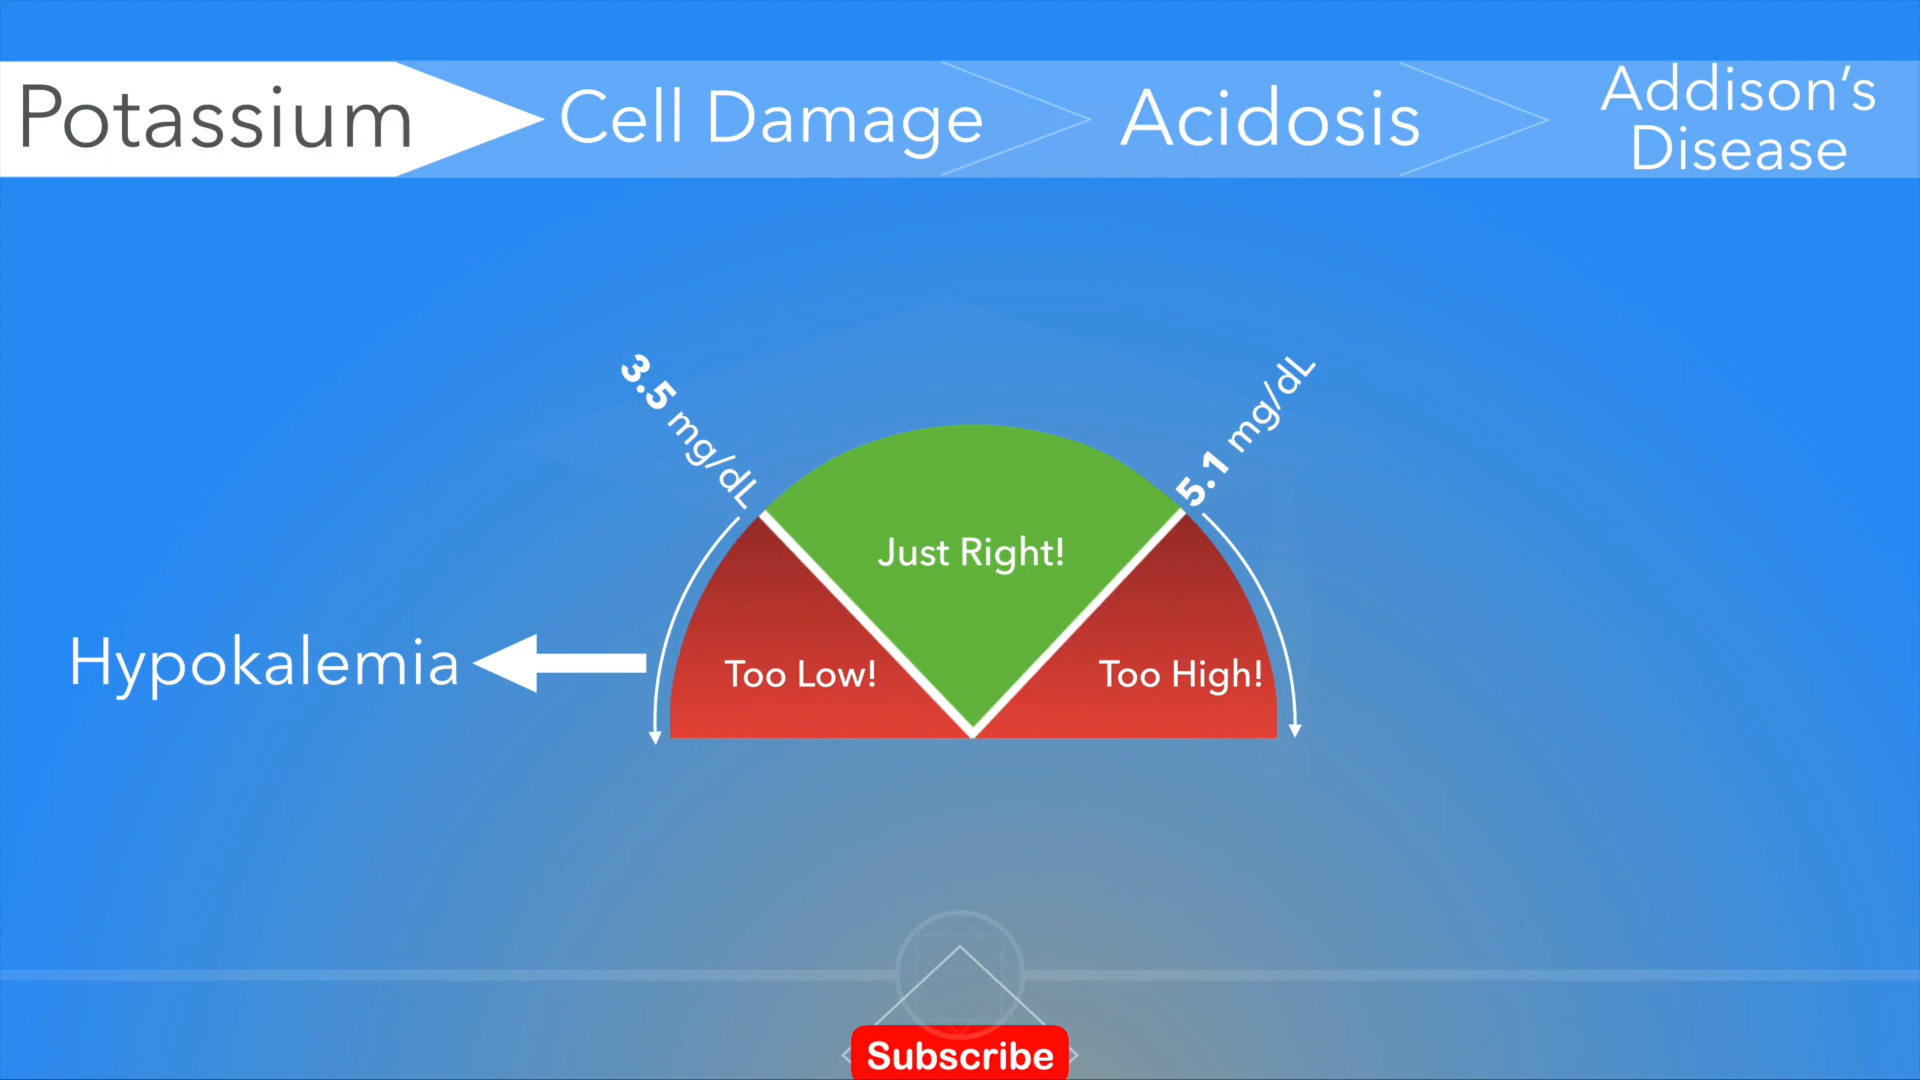 Potassium
Cell Damage
Acidosis
Addison's
Disease
3.5 mg/dL
5.1 mg/dL
Just Right!
Hypokalemia
Too Low!
Too High!
Subscribe